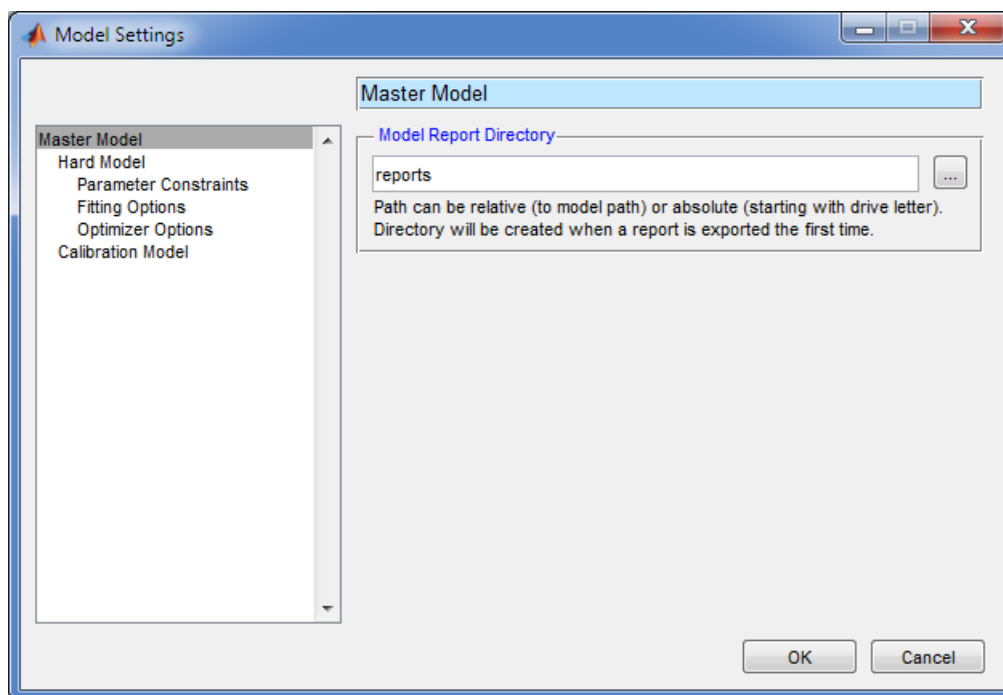 Model Settings
Master Model
Master Model
Hard Model
Parameter Constraints
Fitting Options
Optimizer Options
Calibration Model
Model Report Directory
reports
...
Path can be relative (to model path) or absolute (starting with drive letter).
Directory will be created when a report is exported the first time.
OK
Cancel